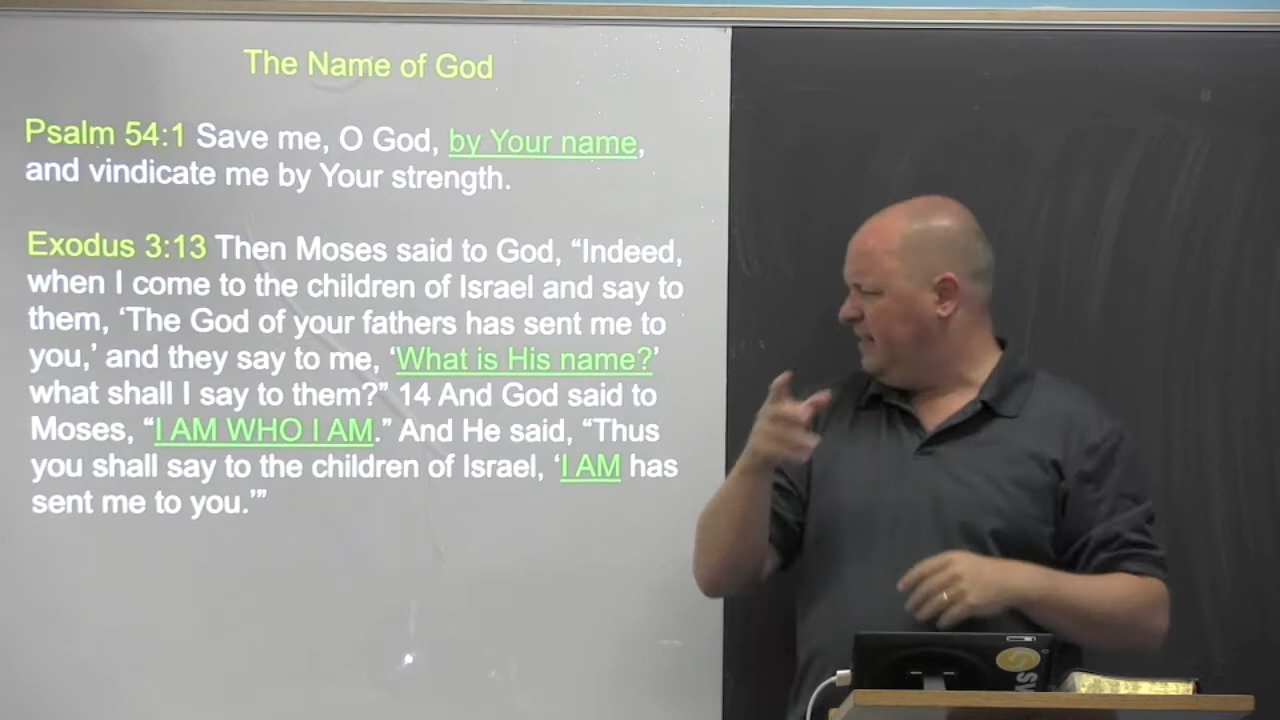 The Name of God
Psalm 54:1 Save me, O God, by Your name,
and vindicate me by Your strength.
Exodus 3:13 Then Moses said to God, “Indeed,
when I come to the children of Israel and say to
them, ‘The God of your fathers has sent me to
you,’ and they say to me, ‘What is His name?’
what shall I say to them?” 14 And God said to
Moses, “I AM WHO I AM.” And He said, “Thus
you shall say to the children of Israel, ‘I AM has
sent me to you.’”